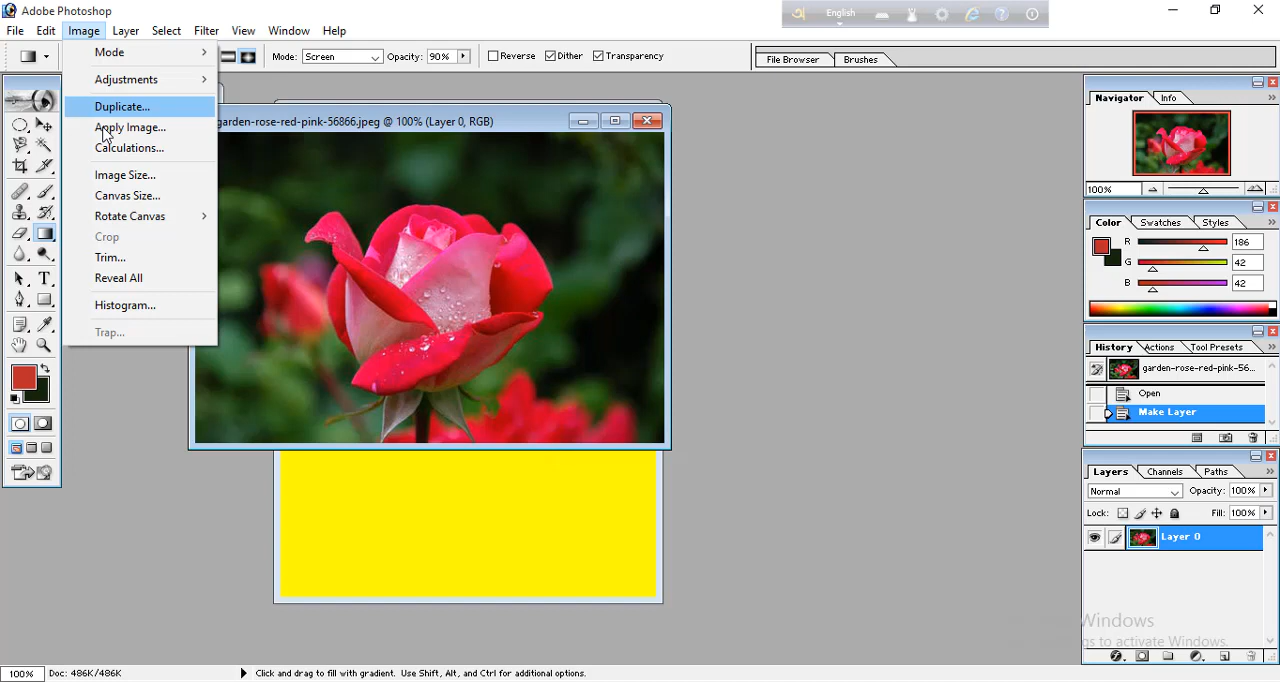 Adobe Photoshop
English
File Edit Image Layer Select Filter View Window Help
Mode: Screen Opacity: 90% Reverse Dither Transparency
File Browser Brushes
Mode
Adjustments
Duplicate...
Apply Image...
Calculations...
Image Size...
Canvas Size...
Rotate Canvas
Crop
Trim...
Reveal All
Histogram...
Trap...
garden-rose-red-pink-56866.jpeg @ 100% (Layer 0, RGB)
Navigator Info
100%
Color Swatches Styles
R 186
G 42
B 42
History Actions Tool Presets
garden-rose-red-pink-56...
Open
Make Layer
Layers Channels Paths
Normal Opacity: 100%
Lock: Fill: 100%
Layer 0
Windows
gs to activate Windows.
100% Doc: 486K/486K Click and drag to fill with gradient. Use Shift, Alt, and Ctrl for additional options.